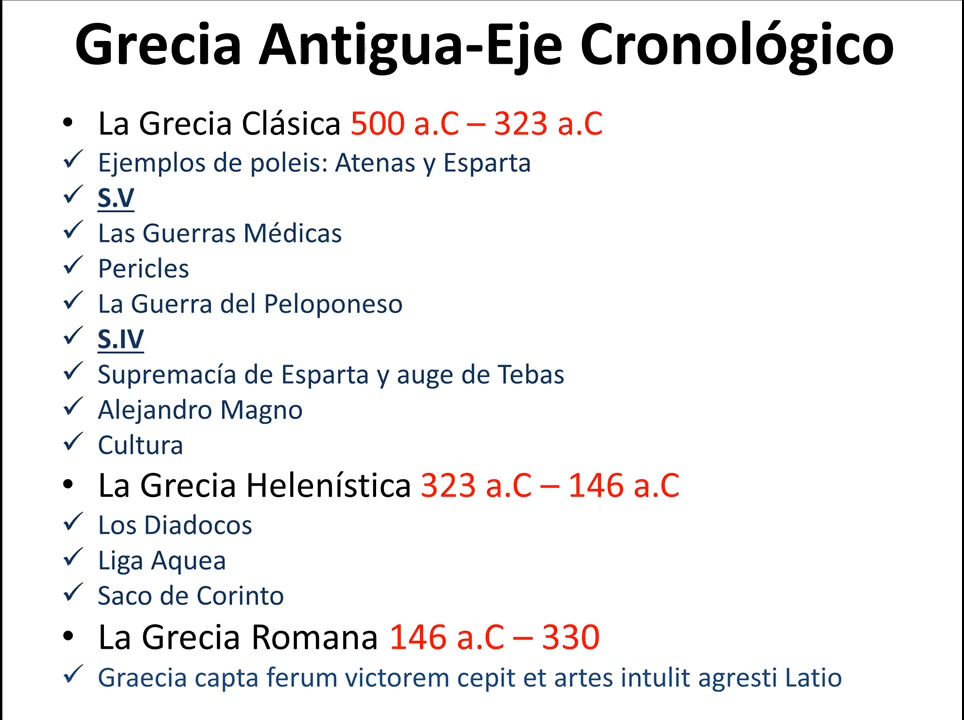 Grecia Antigua-Eje Cronológico
• La Grecia Clásica 500 a.C – 323 a.C
✓ Ejemplos de poleis: Atenas y Esparta
✓ S.V
✓ Las Guerras Médicas
✓ Pericles
✓ La Guerra del Peloponeso
✓ S.IV
✓ Supremacía de Esparta y auge de Tebas
✓ Alejandro Magno
✓ Cultura
• La Grecia Helenística 323 a.C – 146 a.C
✓ Los Diadocos
✓ Liga Aquea
✓ Saco de Corinto
• La Grecia Romana 146 a.C – 330
✓ Graecia capta ferum victorem cepit et artes intulit agresti Latio